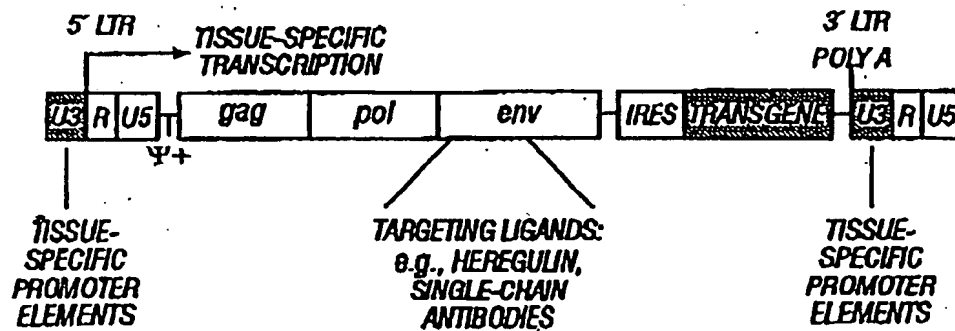 5' LTR
TISSUE-SPECIFIC
TRANSCRIPTION
3' LTR
POLY A
U3 R U5 gag pol env IRES TRANSGENE U3 R U5
Ψ+
TISSUE-
SPECIFIC
PROMOTER
ELEMENTS
TARGETING LIGANDS:
e.g., HEREGULIN,
SINGLE-CHAIN
ANTIBODIES
TISSUE-
SPECIFIC
PROMOTER
ELEMENTS